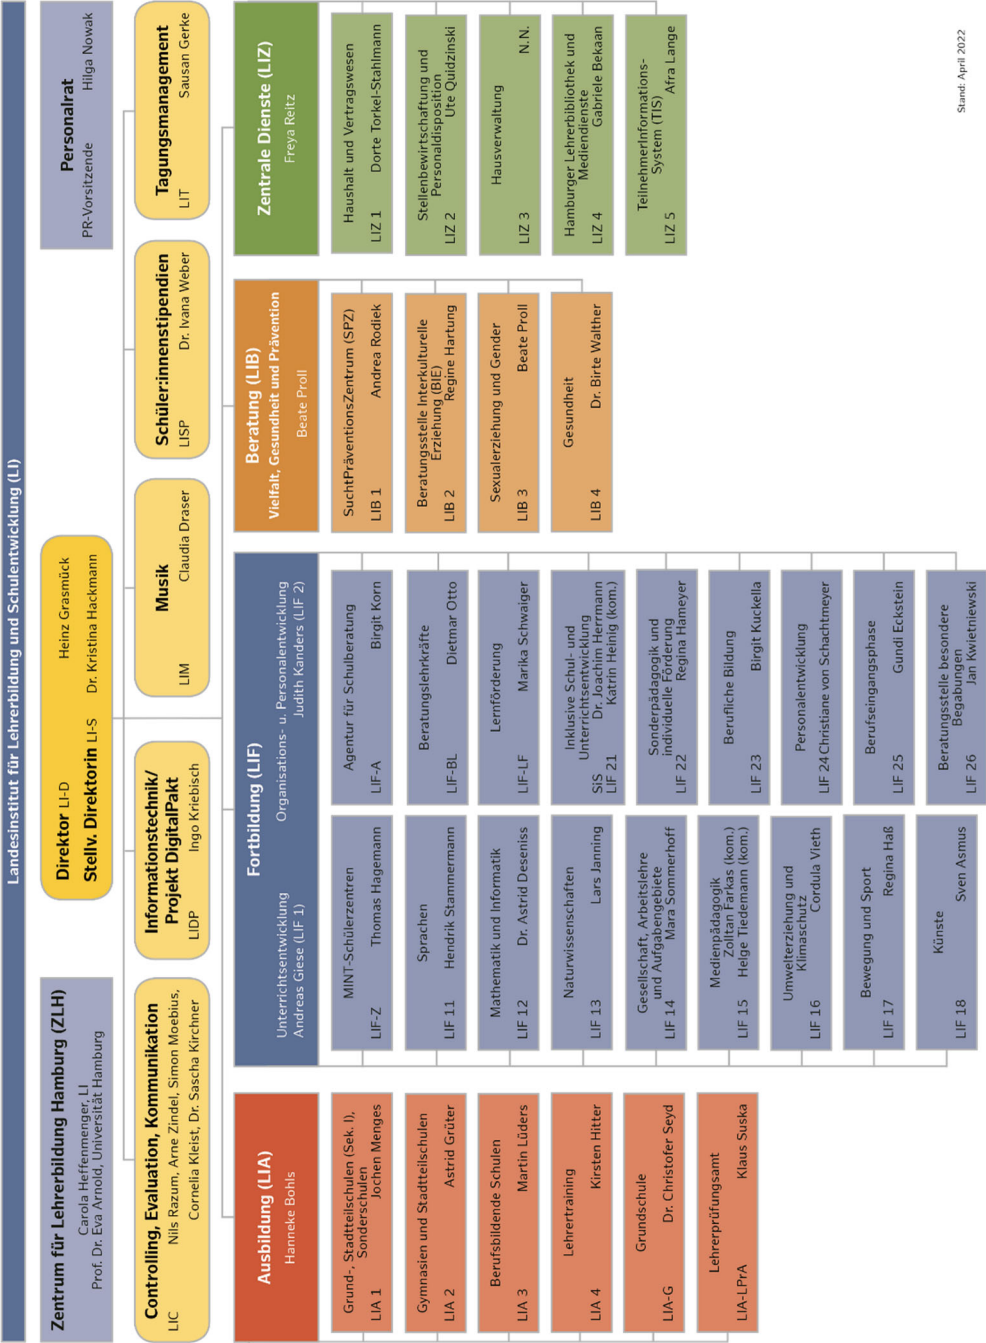 Landesinstitut für Lehrerbildung und Schulentwicklung (LI)
Zentrum für Lehrerbildung Hamburg (ZLH)
Carola Heffenmenger, LI
Prof. Dr. Eva Arnold, Universität Hamburg
Direktor LI-D Heinz Grasmück
Stellv. Direktorin LI-S Dr. Kristina Hackmann
Personalrat
PR-Vorsitzende Hilga Nowak
Controlling, Evaluation, Kommunikation
LIC Nils Razum, Arne Zindel, Simon Moebius,
Cornelia Kleist, Dr. Sascha Kirchner
Informationstechnik/
Projekt DigitalPakt
LIDP Ingo Kriebisch
Musik
LIM Claudia Draser
Schüler:innenstipendien
LISP Dr. Ivana Weber
Tagungsmanagement
LIT Sausan Gerke
Ausbildung (LIA)
Hanneke Bohls
Grund-, Stadtteilschulen (Sek. I),
Sonderschulen
LIA 1 Jochen Menges
Gymnasien und Stadtteilschulen
LIA 2 Astrid Grüter
Berufsbildende Schulen
LIA 3 Martin Lüders
Lehrertraining
LIA 4 Kirsten Hitter
Grundschule
LIA-G Dr. Christofer Seyd
Lehrerprüfungsamt
LIA-LPrA Klaus Suska
Fortbildung (LIF)
Unterrichtsentwicklung
Andreas Giese (LIF 1)
Organisations- u. Personalentwicklung
Judith Kanders (LIF 2)
MINT-Schülerzentren
LIF-Z Thomas Hagemann
Sprachen
LIF 11 Hendrik Stammermann
Mathematik und Informatik
LIF 12 Dr. Astrid Deseniss
Naturwissenschaften
LIF 13 Lars Janning
Gesellschaft, Arbeitslehre
und Aufgabengebiete
LIF 14 Mara Sommerhoff
Medienpädagogik
Zolltan Farkas (kom.)
LIF 15 Helge Tiedemann (kom.)
Umwelterziehung und
Klimaschutz
LIF 16 Cordula Vieth
Bewegung und Sport
LIF 17 Regina Haß
Künste
LIF 18 Sven Asmus
Agentur für Schulberatung
LIF-A Birgit Korn
Beratungslehrkräfte
LIF-BL Dietmar Otto
Lernförderung
LIF-LF Marika Schwaiger
Inklusive Schul- und
Unterrichtsentwicklung
SiS Dr. Joachim Herrmann
LIF 21 Katrin Heinig (kom.)
Sonderpädagogik und
individuelle Förderung
LIF 22 Regina Hameyer
Berufliche Bildung
LIF 23 Birgit Kuckella
Personalentwicklung
LIF 24 Christiane von Schachtmeyer
Berufseingangsphase
LIF 25 Gundi Eckstein
Beratungsstelle besondere
Begabungen
LIF 26 Jan Kwietniewski
Beratung (LIB)
Vielfalt, Gesundheit und Prävention
Beate Proll
SuchtPräventionsZentrum (SPZ)
LIB 1 Andrea Rodiek
Beratungsstelle Interkulturelle
Erziehung (BIE)
LIB 2 Regine Hartung
Sexualerziehung und Gender
LIB 3 Beate Proll
Gesundheit
LIB 4 Dr. Birte Walther
Zentrale Dienste (LIZ)
Freya Reitz
Haushalt und Vertragswesen
LIZ 1 Dorte Torkel-Stahlmann
Stellenbewirtschaftung und
Personaldisposition
LIZ 2 Ute Quidzinski
Hausverwaltung
LIZ 3 N.N.
Hamburger Lehrerbibliothek und
Mediendienste
LIZ 4 Gabriele Bekaan
TeilnehmerInformations-
System (TIS)
LIZ 5 Afra Lange
Stand: April 2022